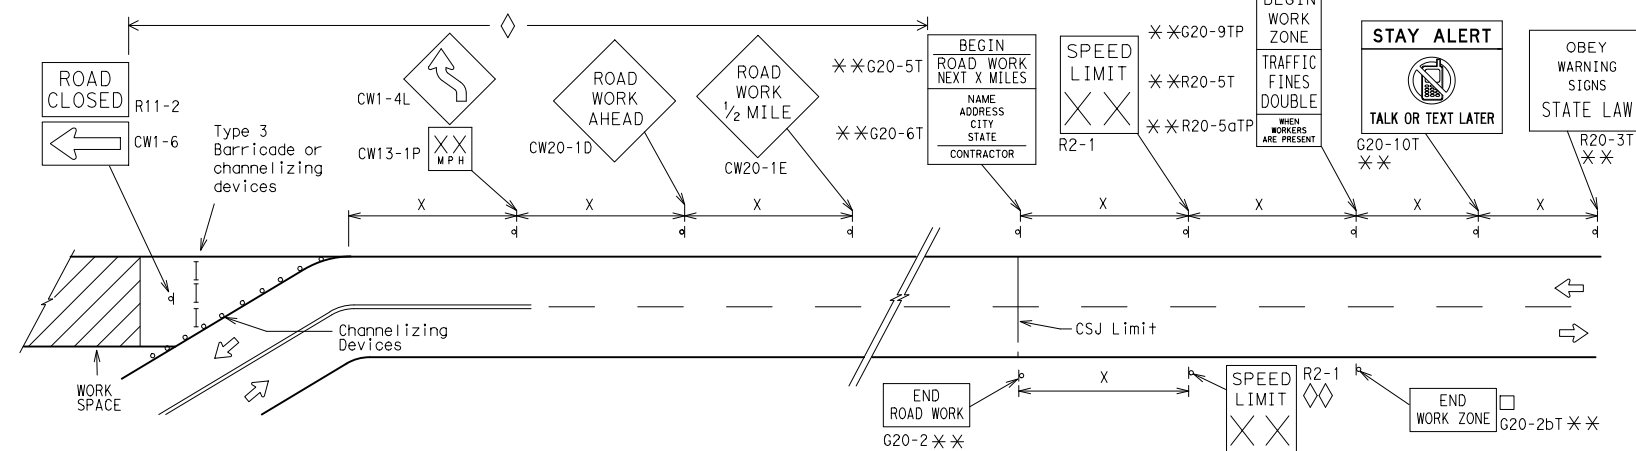 ROAD
CLOSED
R11-2
CW1-6
Type 3
Barricade or
channelizing
devices
CW1-4L
CW13-1P
XX
MPH
ROAD
WORK
AHEAD
CW20-1D
ROAD
WORK
1/2 MILE
CW20-1E
**G20-5T
**G20-6T
BEGIN
ROAD WORK
NEXT X MILES
NAME
ADDRESS
CITY
STATE
CONTRACTOR
SPEED
LIMIT
XX
R2-1
**G20-9TP
**R20-5T
**R20-5aTP
BEGIN
WORK
ZONE
TRAFFIC
FINES
DOUBLE
WHEN
WORKERS
ARE PRESENT
STAY ALERT
TALK OR TEXT LATER
G20-10T
**
OBEY
WARNING
SIGNS
STATE LAW
R20-3T
**
X
X
X
X
X
X
X
Channelizing
Devices
WORK
SPACE
CSJ Limit
END
ROAD WORK
G20-2 **
X
SPEED
LIMIT
XX
R2-1
END
WORK ZONE
G20-2bT **